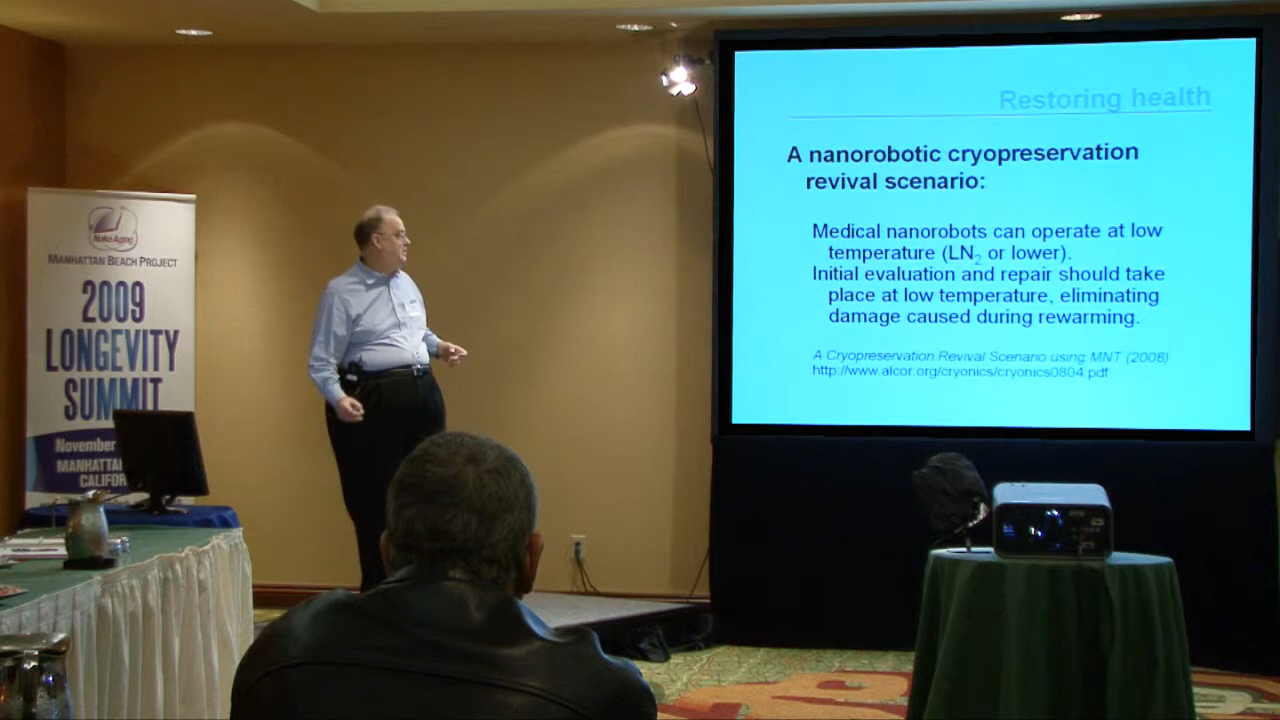 Manhattan Beach Project
2009
LONGEVITY
SUMMIT
November
MANHATTA
CALIFOR
Restoring health
A nanorobotic cryopreservation
revival scenario:
Medical nanorobots can operate at low
temperature (LN2 or lower).
Initial evaluation and repair should take
place at low temperature, eliminating
damage caused during rewarming.
A Cryopreservation Revival Scenario using MNT (2008)
http://www.alcor.org/cryonics/cryonics0804.pdf